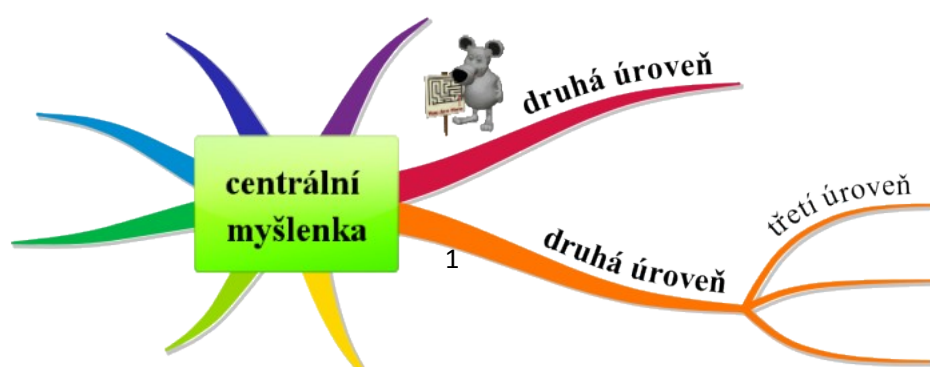 centrální
myšlenka
druhá úroveň
1
druhá úroveň
třetí úroveň